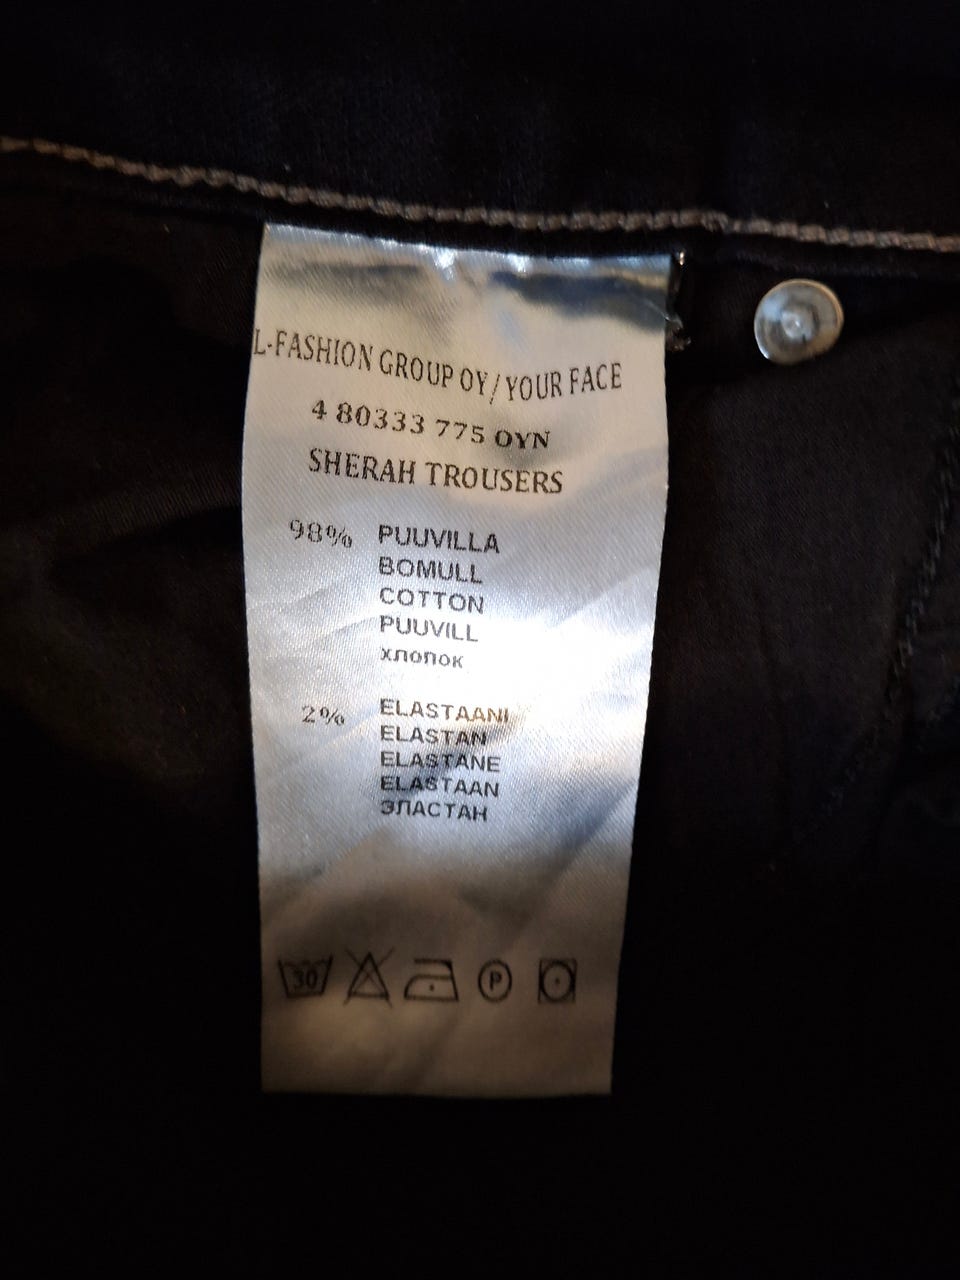 L-FASHION GROUP OY/YOUR FACE
4 80333 775 OYN
SHERAH TROUSERS
98% PUUVILLA
BOMULL
COTTON
PUUVILL
хлопок
2% ELASTAANI
ELASTAN
ELASTANE
ELASTAAN
ЭЛАСТАН
30 P